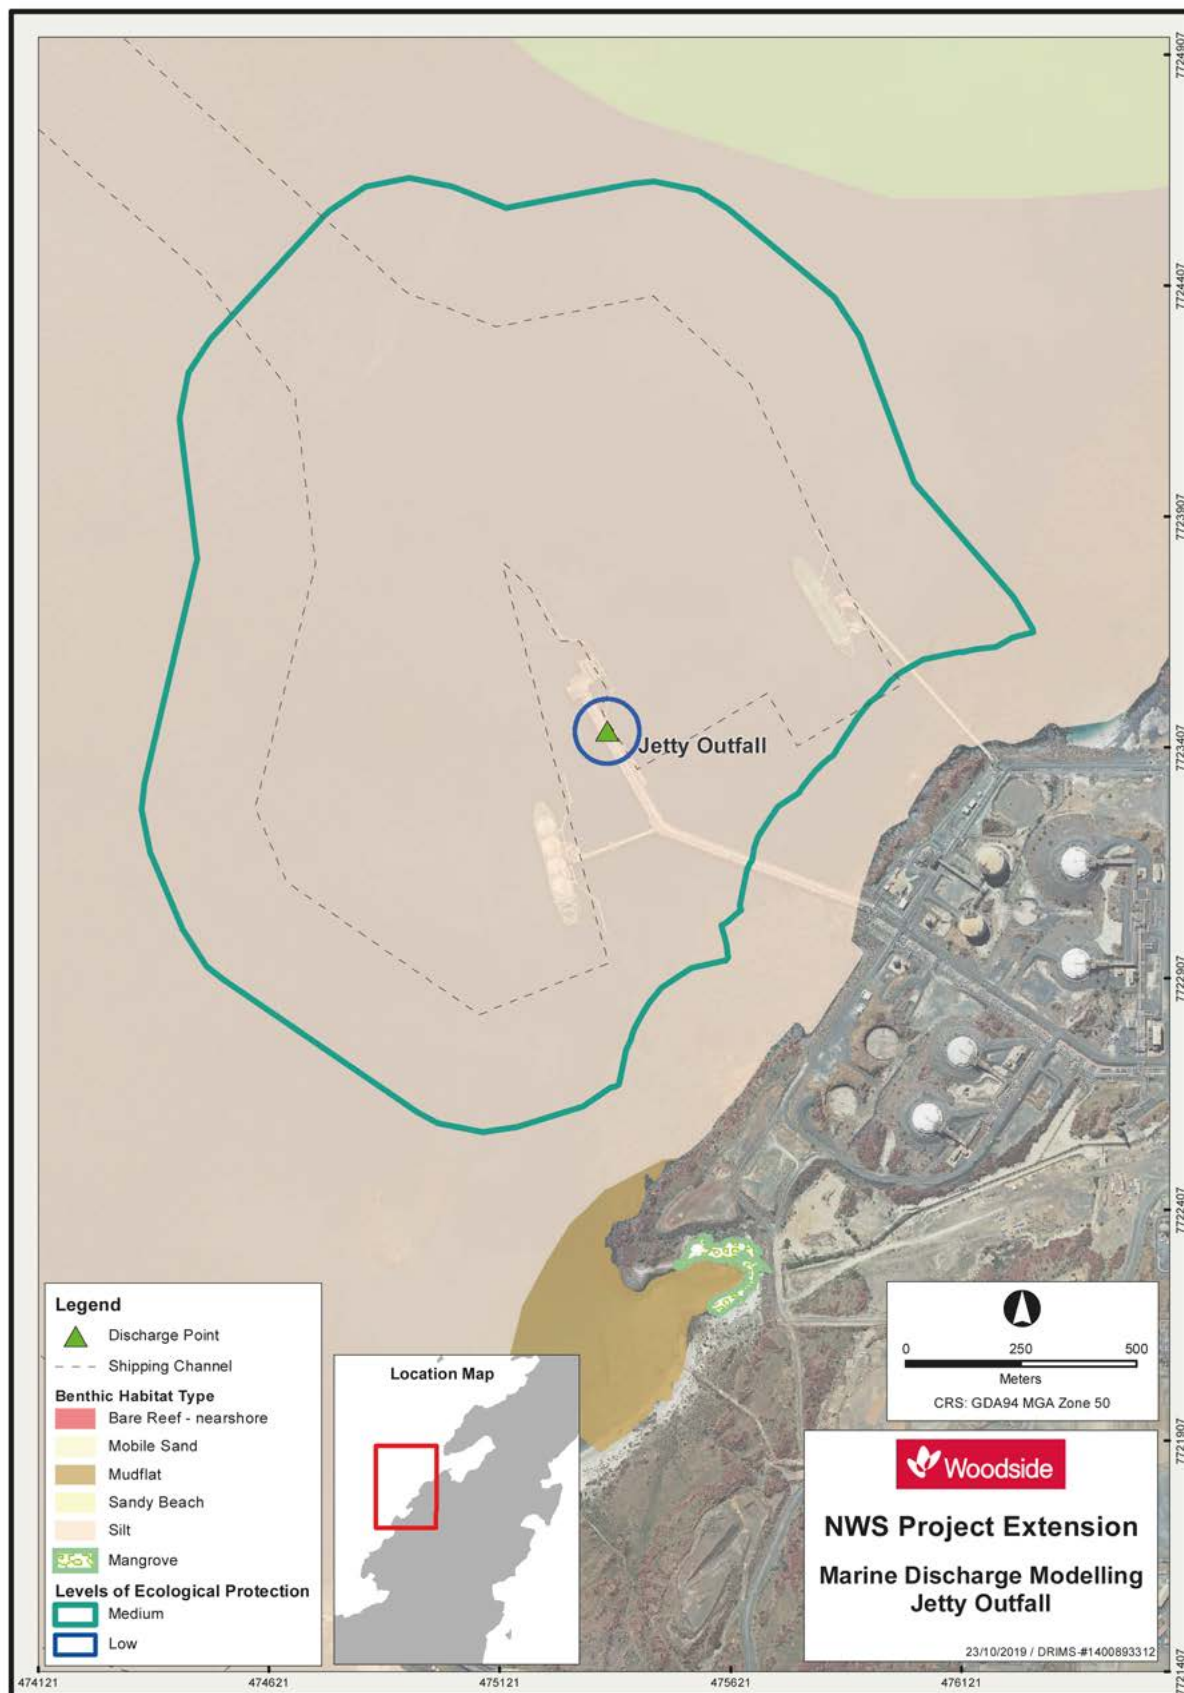 7724907
7724407
7723907
Jetty Outfall
7723407
7722907
7722407
Legend
Discharge Point
Shipping Channel
Benthic Habitat Type
Bare Reef - nearshore
Mobile Sand
Mudflat
Sandy Beach
Silt
Mangrove
Levels of Ecological Protection
Medium
Low
Location Map
0 250 500
Meters
CRS: GDA94 MGA Zone 50
7721907
Woodside
NWS Project Extension
Marine Discharge Modelling
Jetty Outfall
23/10/2019 / DRIMS-#1400893312
7721407
474121 474621 475121 475621 476121